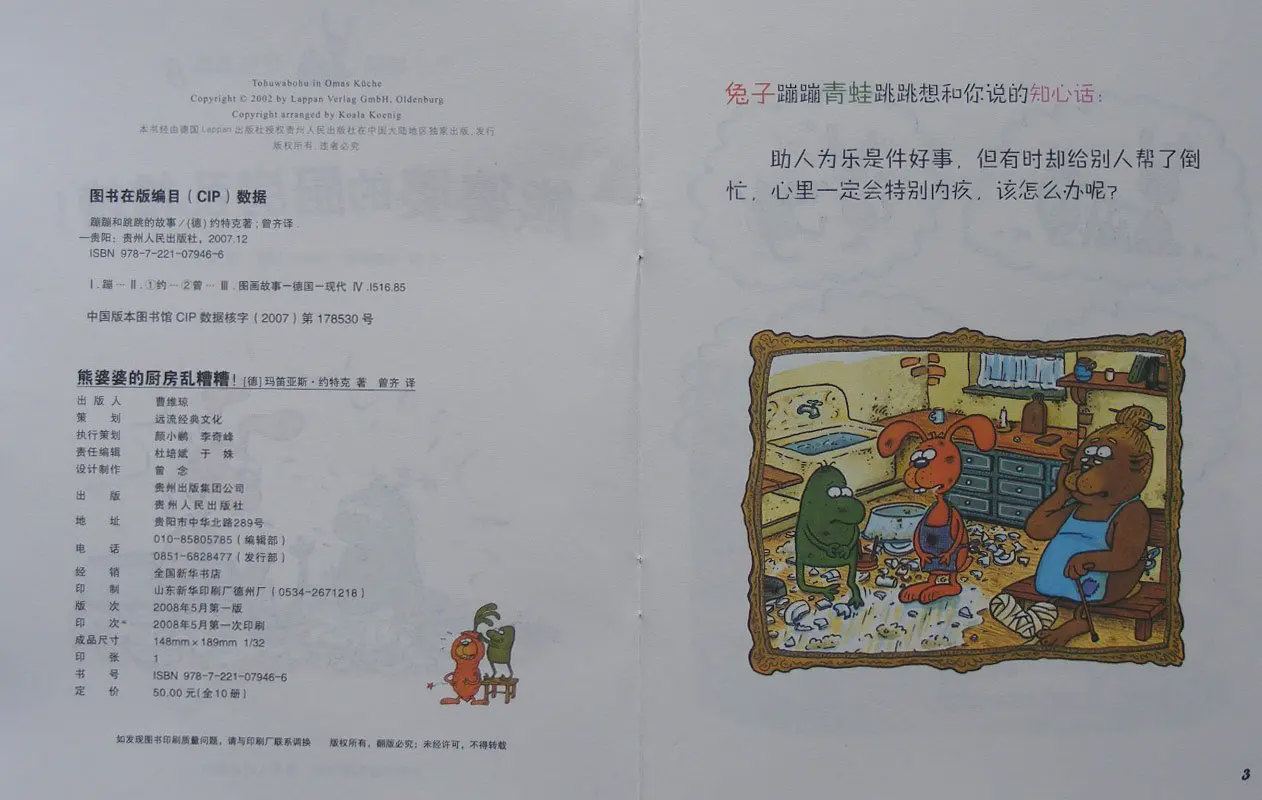 Tohuwabohu in Omas Küche
Copyright © 2002 by Lappan Verlag GmbH, Oldenburg
Copyright arranged by Koala Koenig
本书经由德国 Lappan 出版社授权贵州人民出版社在中国大陆地区独家出版、发行
版权所有 违者必究
图书在版编目（CIP）数据
蹦蹦和跳跳的故事/(德)约特克著;曾齐译.
—贵阳:贵州人民出版社, 2007.12
ISBN 978-7-221-07946-6
Ⅰ.蹦… Ⅱ.①约…②曾… Ⅲ.图画故事—德国—现代 Ⅳ.I516.85
中国版本图书馆 CIP 数据核字（2007）第 178530 号
熊婆婆的厨房乱糟糟! [德]玛笛亚斯·约特克 著 曾齐 译
出版人 曹维琼
策 划 远流经典文化
执行策划 颜小鹂 李奇峰
责任编辑 杜培斌 于 姝
设计制作 曾 念
出 版 贵州出版集团公司
贵州人民出版社
地 址 贵阳市中华北路289号
电 话 010-85805785（编辑部）
0851-6828477（发行部）
经 销 全国新华书店
印 制 山东新华印刷厂德州厂（0534-2671218）
版 次 2008年5月第一版
印 次 2008年5月第一次印刷
成品尺寸 148mm×189mm 1/32
印 张 1
书 号 ISBN 978-7-221-07946-6
定 价 50.00元(全10册)
如发现图书印刷质量问题，请与印刷厂联系调换 版权所有，翻版必究；未经许可，不得转载
兔子蹦蹦青蛙跳跳想和你说的知心话：
助人为乐是件好事，但有时却给别人帮了倒
忙，心里一定会特别内疚，该怎么办呢？
3